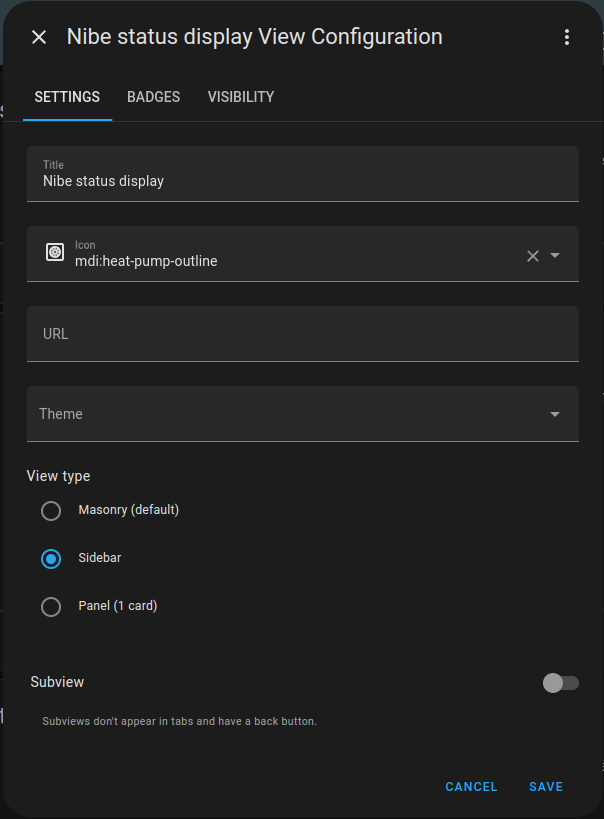 Nibe status display View Configuration
SETTINGS BADGES VISIBILITY
Title
Nibe status display
Icon
mdi:heat-pump-outline
URL
Theme
View type
Masonry (default)
Sidebar
Panel (1 card)
Subview
Subviews don't appear in tabs and have a back button.
CANCEL SAVE